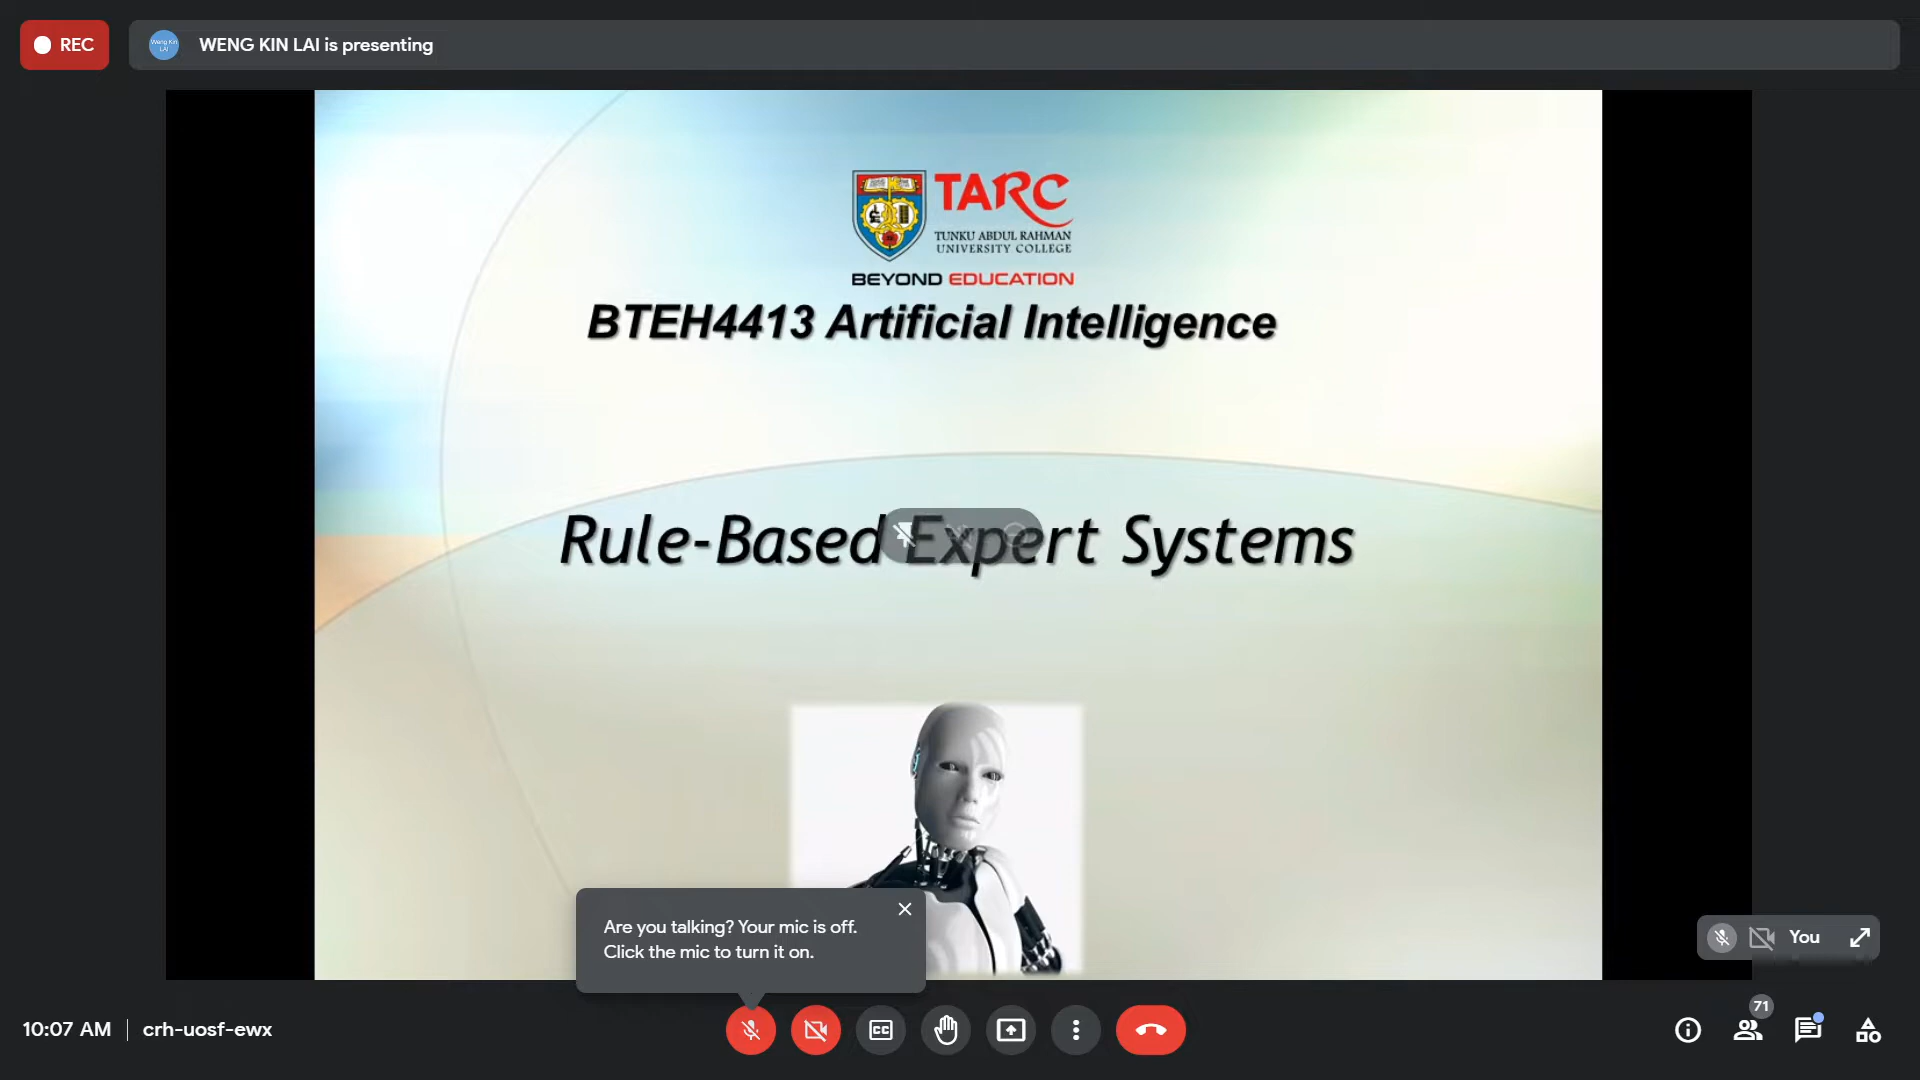 REC
WENG KIN LAI is presenting
TARC
TUNKU ABDUL RAHMAN
UNIVERSITY COLLEGE
BEYOND EDUCATION
BTEH4413 Artificial Intelligence
Rule-Based Expert Systems
Are you talking? Your mic is off.
Click the mic to turn it on.
You
10:07 AM
crh-uosf-ewx
CC
71